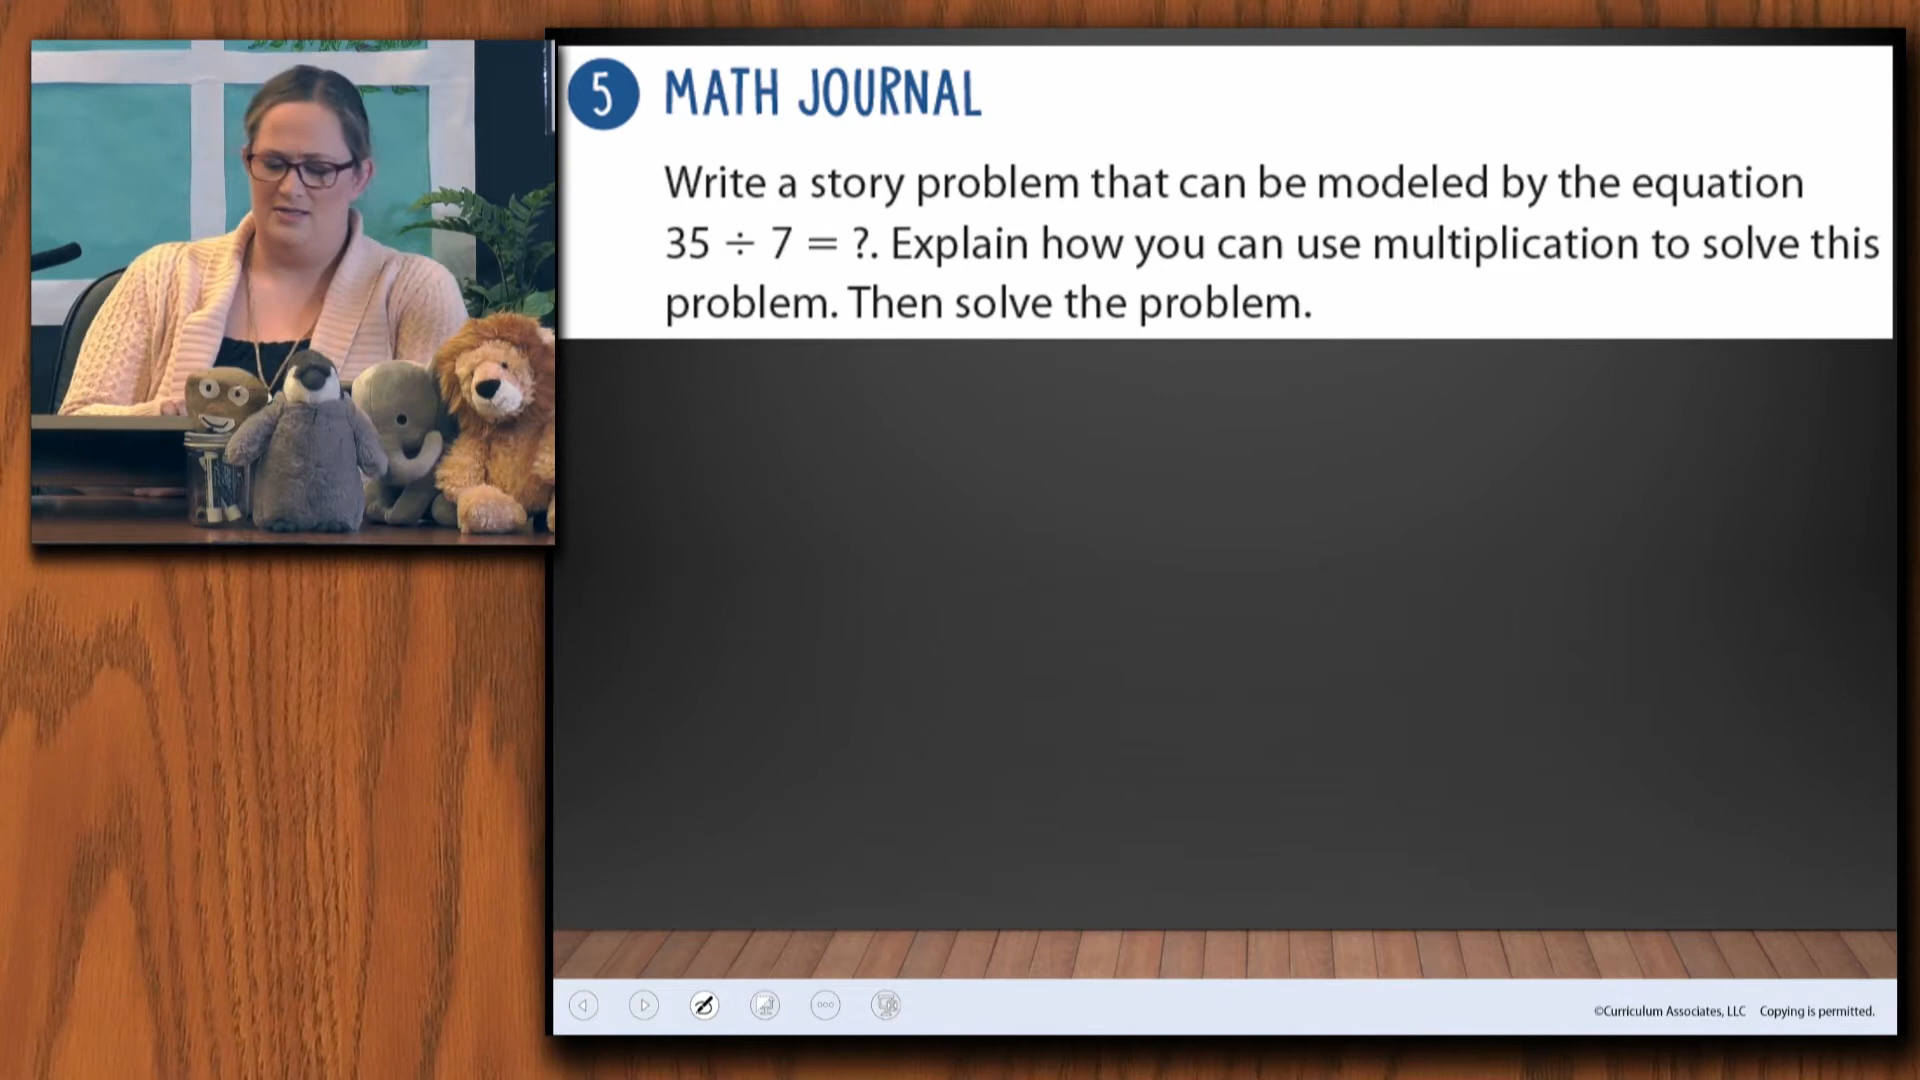 5 MATH JOURNAL
Write a story problem that can be modeled by the equation
35 ÷ 7 = ?. Explain how you can use multiplication to solve this
problem. Then solve the problem.
©Curriculum Associates, LLC Copying is permitted.